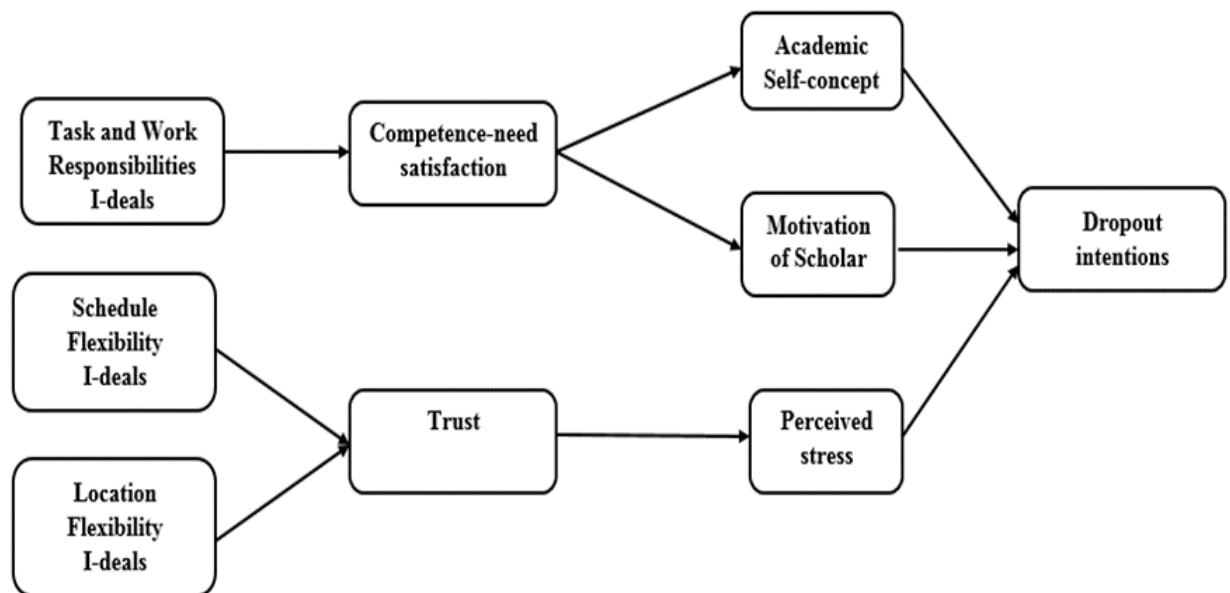 Task and Work
Responsibilities
I-deals
Schedule
Flexibility
I-deals
Location
Flexibility
I-deals
Competence-need
satisfaction
Trust
Academic
Self-concept
Motivation
of Scholar
Perceived
stress
Dropout
intentions